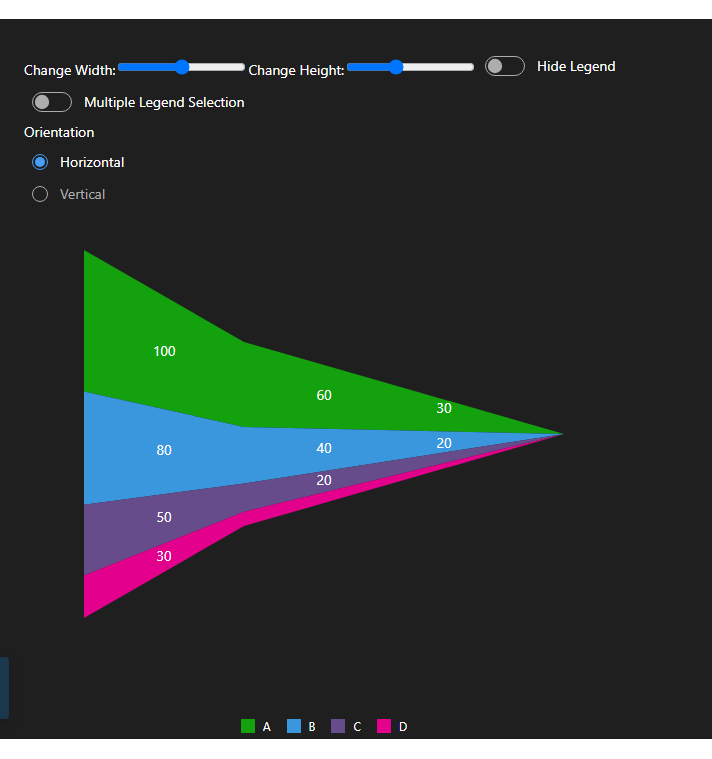 Change Width: Change Height: Hide Legend
Multiple Legend Selection
Orientation
Horizontal
Vertical
100
60
30
80
40
20
50
20
30
A B C D